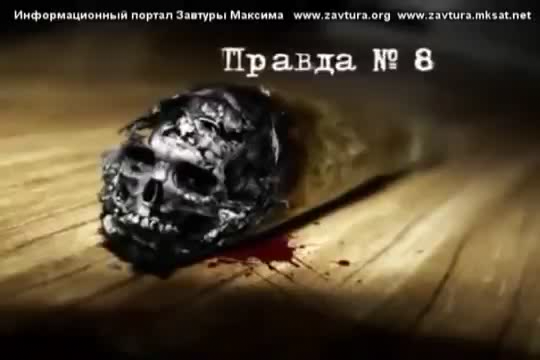 Информационный портал Завтуры Максима www.zavtura.org www.zavtura.mksat.net
Правда № 8